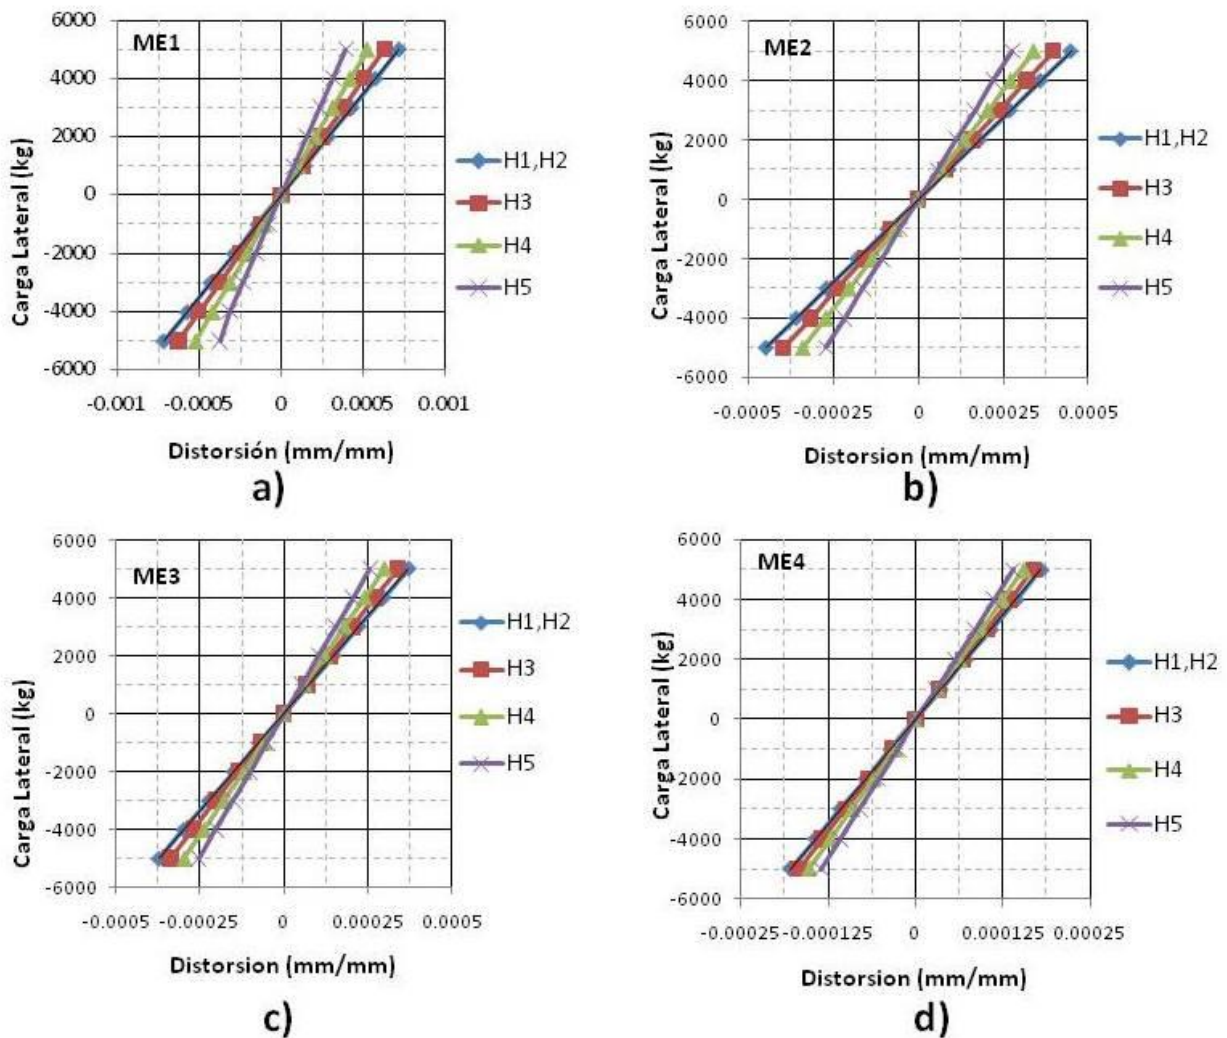 ME1
6000
4000
2000
0
-2000
-4000
-6000
Carga Lateral (kg)
-0.001 -0.0005 0 0.0005 0.001
Distorsión (mm/mm)
H1,H2
H3
H4
H5
a)
ME2
6000
4000
2000
0
-2000
-4000
-6000
Carga Lateral (kg)
-0.0005 -0.00025 0 0.00025 0.0005
Distorsion (mm/mm)
H1,H2
H3
H4
H5
b)
ME3
6000
4000
2000
0
-2000
-4000
-6000
Carga Lateral (kg)
-0.0005 -0.00025 0 0.00025 0.0005
Distorsion (mm/mm)
H1,H2
H3
H4
H5
c)
ME4
6000
4000
2000
0
-2000
-4000
-6000
Carga Lateral (kg)
-0.00025 -0.000125 0 0.000125 0.00025
Distorsion (mm/mm)
H1,H2
H3
H4
H5
d)